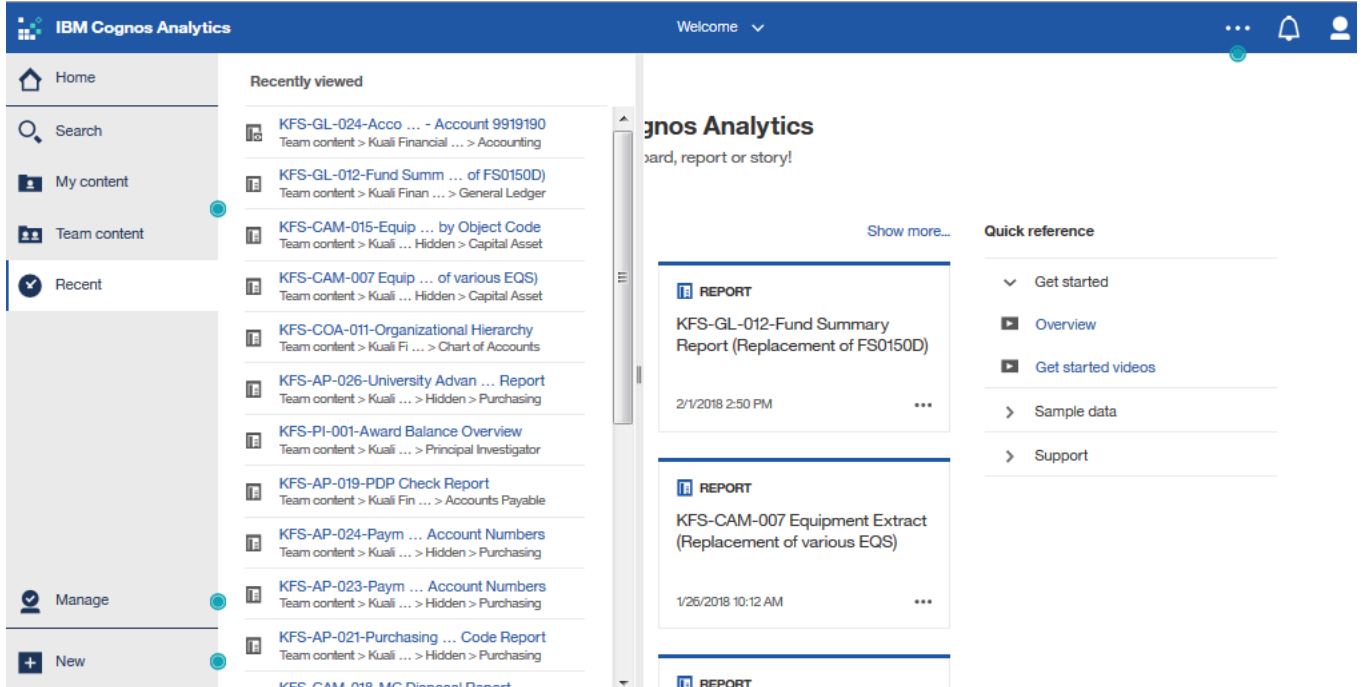 IBM Cognos Analytics
Welcome
Home
Search
My content
Team content
Recent
Manage
New
Recently viewed
KFS-GL-024-Acco ... - Account 9919190
Team content > Kuali Financial ... > Accounting
KFS-GL-012-Fund Summ ... of FS0150D)
Team content > Kuali Finan ... > General Ledger
KFS-CAM-015-Equip ... by Object Code
Team content > Kuali ... Hidden > Capital Asset
KFS-CAM-007 Equip ... of various EQS)
Team content > Kuali ... Hidden > Capital Asset
KFS-COA-011-Organizational Hierarchy
Team content > Kuali Fi ... > Chart of Accounts
KFS-AP-026-University Advan ... Report
Team content > Kuali ... > Hidden > Purchasing
KFS-PI-001-Award Balance Overview
Team content > Kuali ... > Principal Investigator
KFS-AP-019-PDP Check Report
Team content > Kuali Fin ... > Accounts Payable
KFS-AP-024-Paym ... Account Numbers
Team content > Kuali ... > Hidden > Purchasing
KFS-AP-023-Paym ... Account Numbers
Team content > Kuali ... > Hidden > Purchasing
KFS-AP-021-Purchasing ... Code Report
Team content > Kuali ... > Hidden > Purchasing
KFS-CAM-018-MC Disposal Report
gnos Analytics
oard, report or story!
Show more...
REPORT
KFS-GL-012-Fund Summary
Report (Replacement of FS0150D)
2/1/2018 2:50 PM
REPORT
KFS-CAM-007 Equipment Extract
(Replacement of various EQS)
1/26/2018 10:12 AM
REPORT
Quick reference
Get started
Overview
Get started videos
Sample data
Support